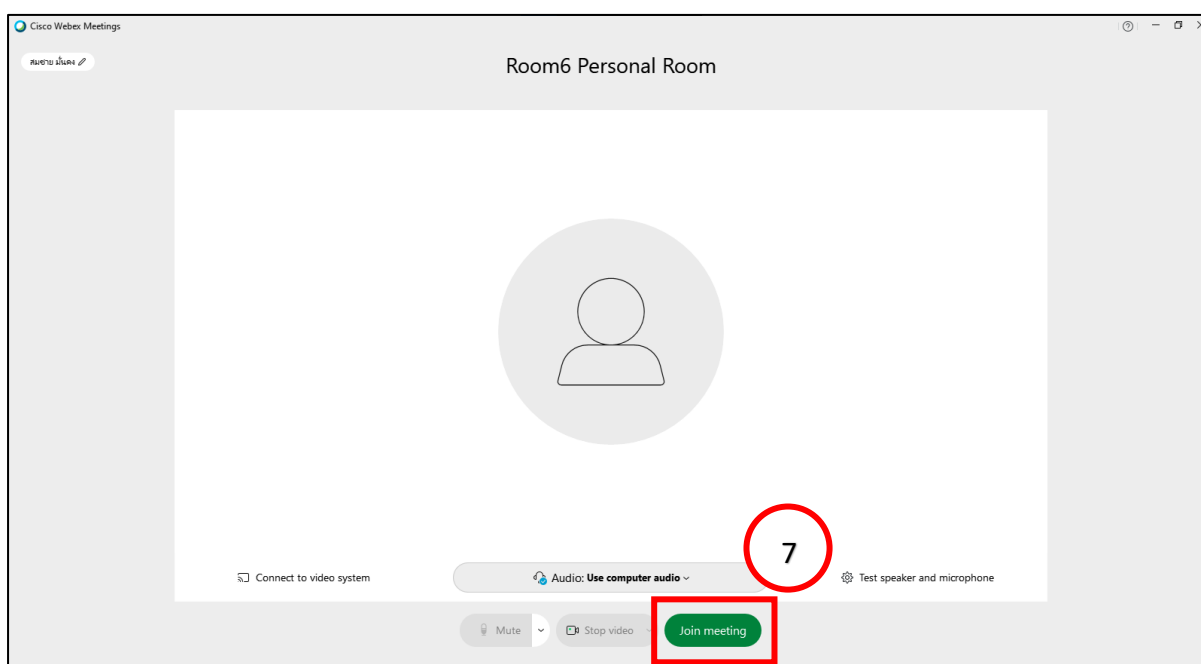 Cisco Webex Meetings
สมชาย มั่นคง
Room6 Personal Room
7
Connect to video system
Audio: Use computer audio
Test speaker and microphone
Mute
Stop video
Join meeting